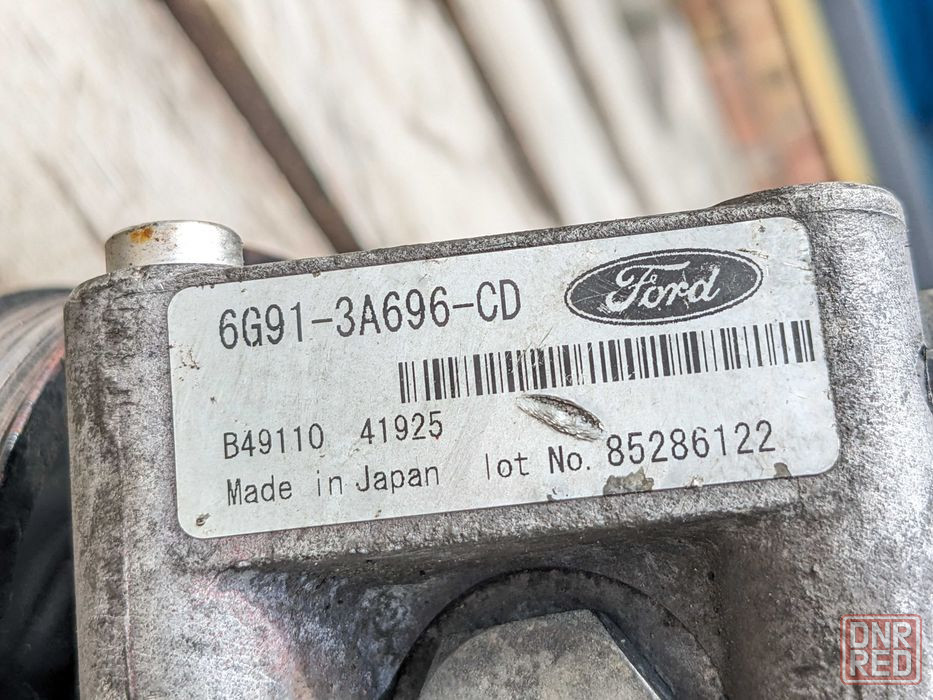 6G91-3A696-CD
Ford
B49110 41925
Made in Japan lot No. 85286122
DNR
RED